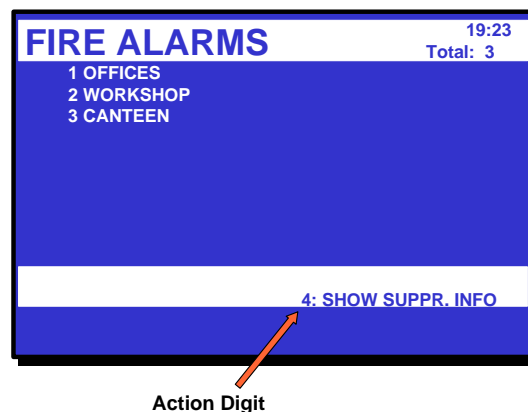 FIRE ALARMS
19:23
Total: 3
1 OFFICES
2 WORKSHOP
3 CANTEEN
4: SHOW SUPPR. INFO
Action Digit